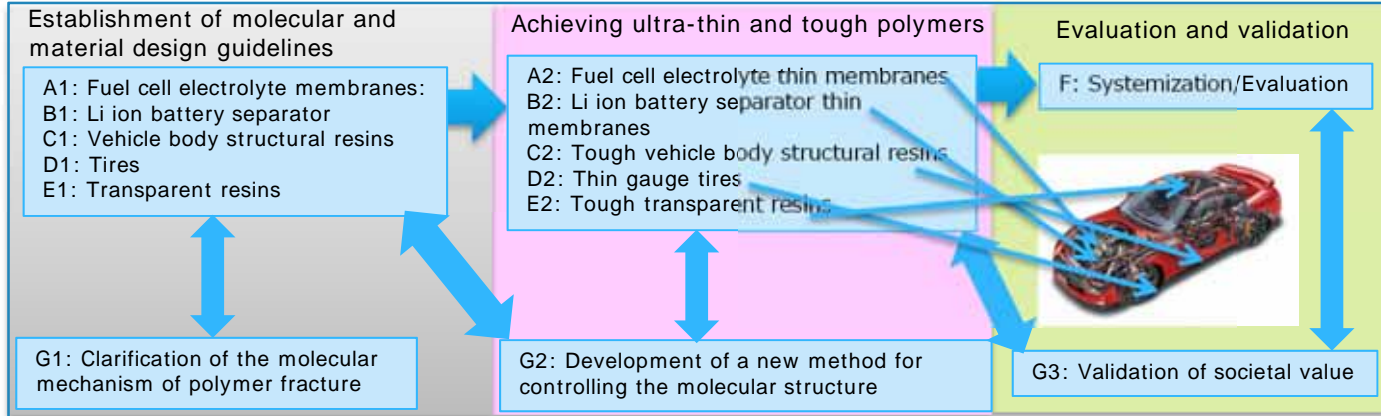 Establishment of molecular and
material design guidelines
A1: Fuel cell electrolyte membranes:
B1: Li ion battery separator
C1: Vehicle body structural resins
D1: Tires
E1: Transparent resins
G1: Clarification of the molecular
mechanism of polymer fracture
Achieving ultra-thin and tough polymers
A2: Fuel cell electrolyte thin membranes
B2: Li ion battery separator thin
membranes
C2: Tough vehicle body structural resins
D2: Thin gauge tires
E2: Tough transparent resins
G2: Development of a new method for
controlling the molecular structure
Evaluation and validation
F: Systemization/Evaluation
G3: Validation of societal value